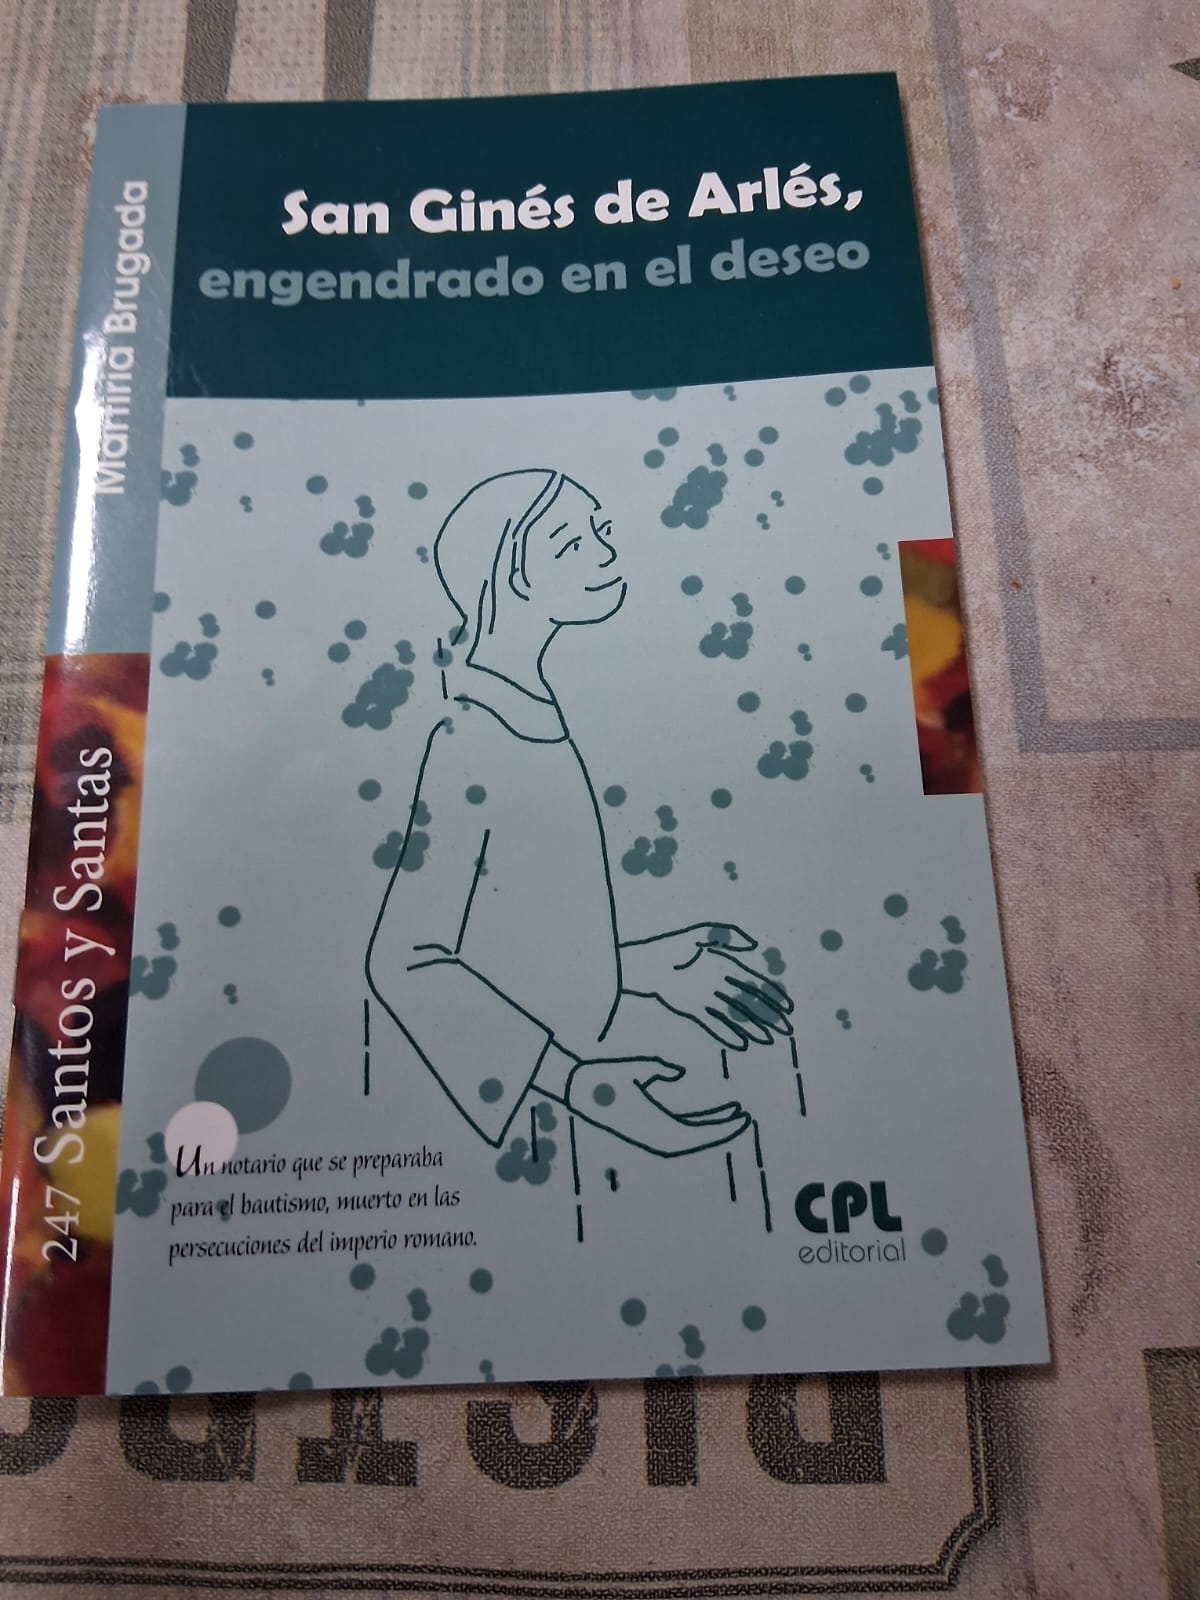 San Ginés de Arlés,
engendrado en el deseo
Martirià Brugada
247 Santos y Santas
Un notario que se preparaba
para el bautismo, muerto en las
persecuciones del imperio romano.
CPL
editorial